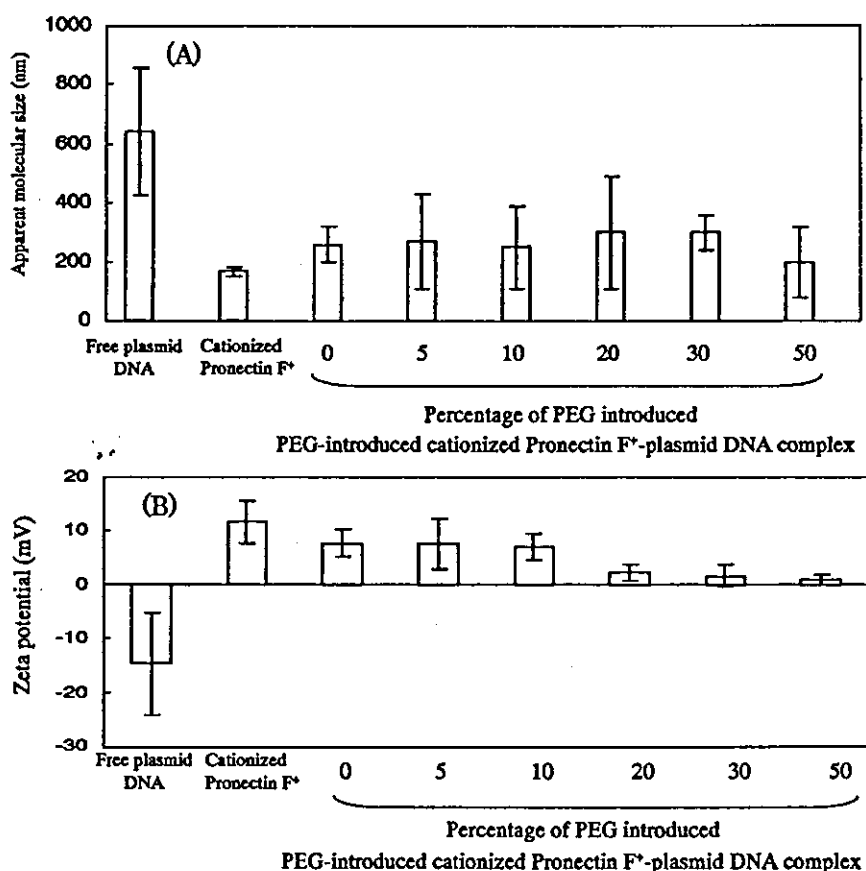 (A)
Apparent molecular size (nm)
1000
800
600
400
200
0
Free plasmid
DNA
Cationized
Pronectin F⁺
0 5 10 20 30 50
Percentage of PEG introduced
PEG-introduced cationized Pronectin F⁺-plasmid DNA complex
(B)
Zeta potential (mV)
20
10
0
-10
-20
-30
Free plasmid
DNA
Cationized
Pronectin F⁺
0 5 10 20 30 50
Percentage of PEG introduced
PEG-introduced cationized Pronectin F⁺-plasmid DNA complex